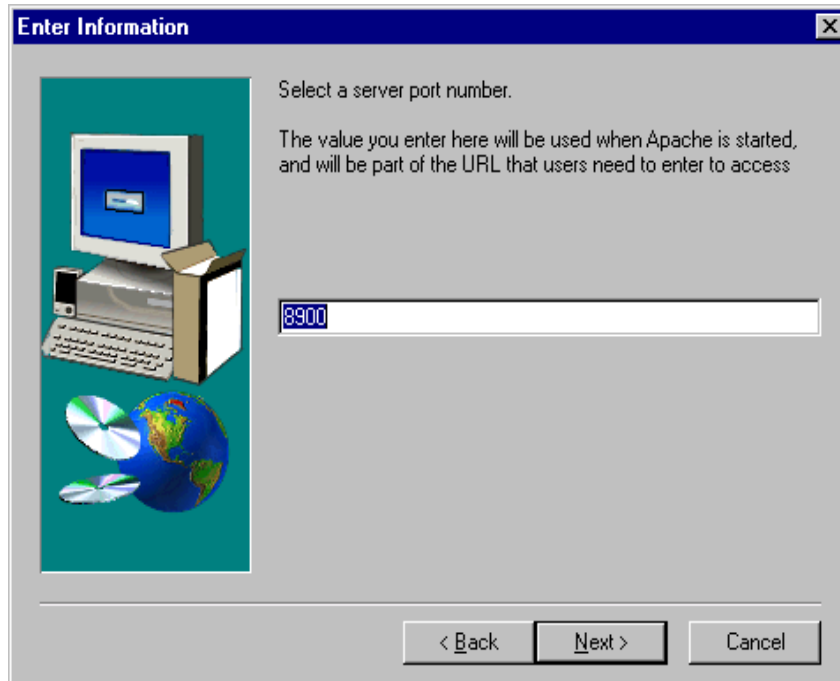 Enter Information
Select a server port number.
The value you enter here will be used when Apache is started,
and will be part of the URL that users need to enter to access
8900
< Back
Next >
Cancel